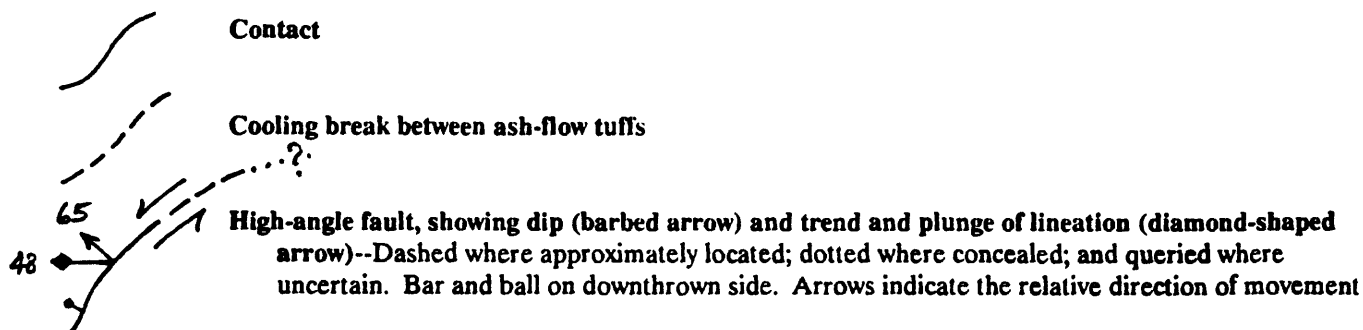 Contact
Cooling break between ash-flow tuffs
?
65
48
High-angle fault, showing dip (barbed arrow) and trend and plunge of lineation (diamond-shaped
arrow)--Dashed where approximately located; dotted where concealed; and queried where
uncertain. Bar and ball on downthrown side. Arrows indicate the relative direction of movement